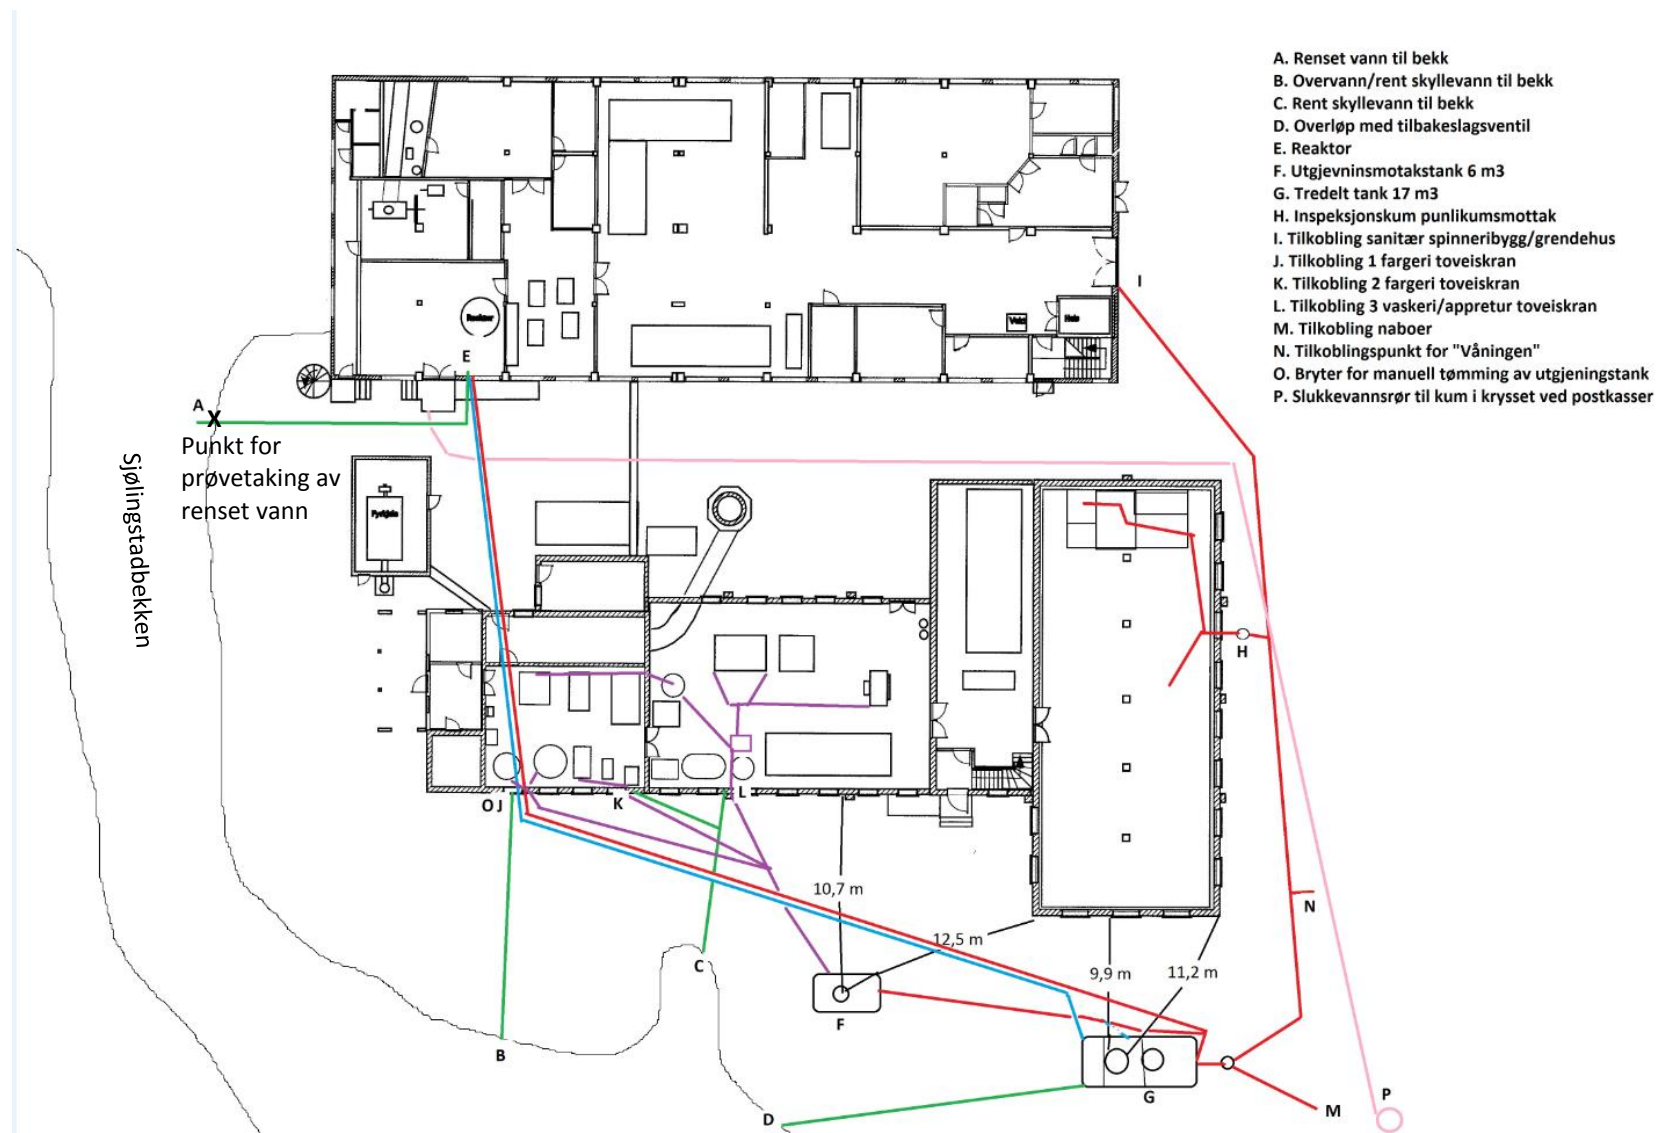 A. Renset vann til bekk
B. Overvann/rent skyllevann til bekk
C. Rent skyllevann til bekk
D. Overløp med tilbakeslagsventil
E. Reaktor
F. Utgjevninsmotakstank 6 m3
G. Tredelt tank 17 m3
H. Inspeksjonskum punlikumsmottak
I. Tilkobling sanitær spinneribygg/grendehus
J. Tilkobling 1 fargeri toveiskran
K. Tilkobling 2 fargeri toveiskran
L. Tilkobling 3 vaskeri/appretur toveiskran
M. Tilkobling naboer
N. Tilkoblingspunkt for "Våningen"
O. Bryter for manuell tømming av utgjeningstank
P. Slukkevannsrør til kum i krysset ved postkasser
I
Reaktor
Heis
E
A
X
Punkt for
prøvetaking av
renset vann
Sjølingstadbekken
H
O J
K
L
10,7 m
N
12,5 m
9,9 m
11,2 m
C
F
B
G
P
M
D